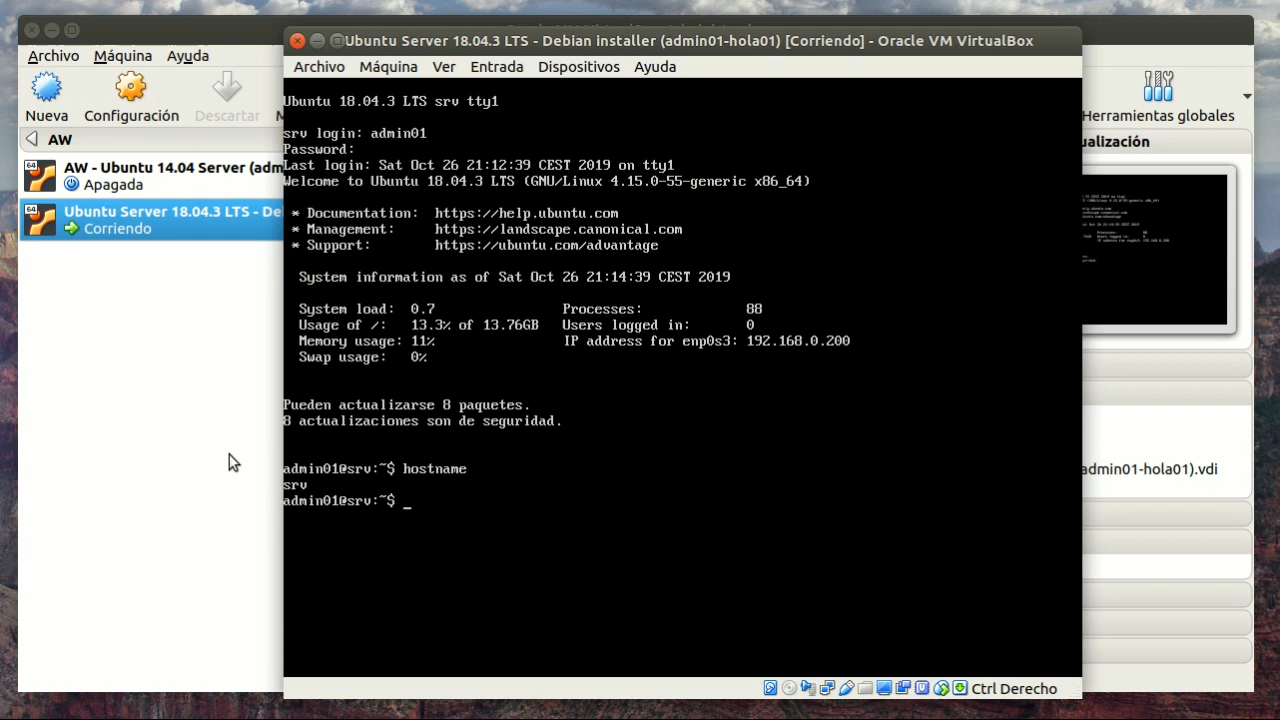 Ubuntu Server 18.04.3 LTS - Debian installer (admin01-hola01) [Corriendo] - Oracle VM VirtualBox
Archivo Máquina Ayuda
Archivo Máquina Ver Entrada Dispositivos Ayuda
Nueva Configuración Descartar
Herramientas globales
AW
AW - Ubuntu 14.04 Server (adm
Apagada
Ubuntu Server 18.04.3 LTS - De
Corriendo
Ubuntu 18.04.3 LTS srv tty1
srv login: admin01
Password:
Last login: Sat Oct 26 21:12:39 CEST 2019 on tty1
Welcome to Ubuntu 18.04.3 LTS (GNU/Linux 4.15.0-55-generic x86_64)
* Documentation: https://help.ubuntu.com
* Management: https://landscape.canonical.com
* Support: https://ubuntu.com/advantage
System information as of Sat Oct 26 21:14:39 CEST 2019
System load: 0.7 Processes: 88
Usage of /: 13.3% of 13.76GB Users logged in: 0
Memory usage: 11% IP address for enp0s3: 192.168.0.200
Swap usage: 0%
Pueden actualizarse 8 paquetes.
8 actualizaciones son de seguridad.
admin01@srv:~$ hostname
srv
admin01@srv:~$ _
Ctrl Derecho
ualización
admin01-hola01).vdi